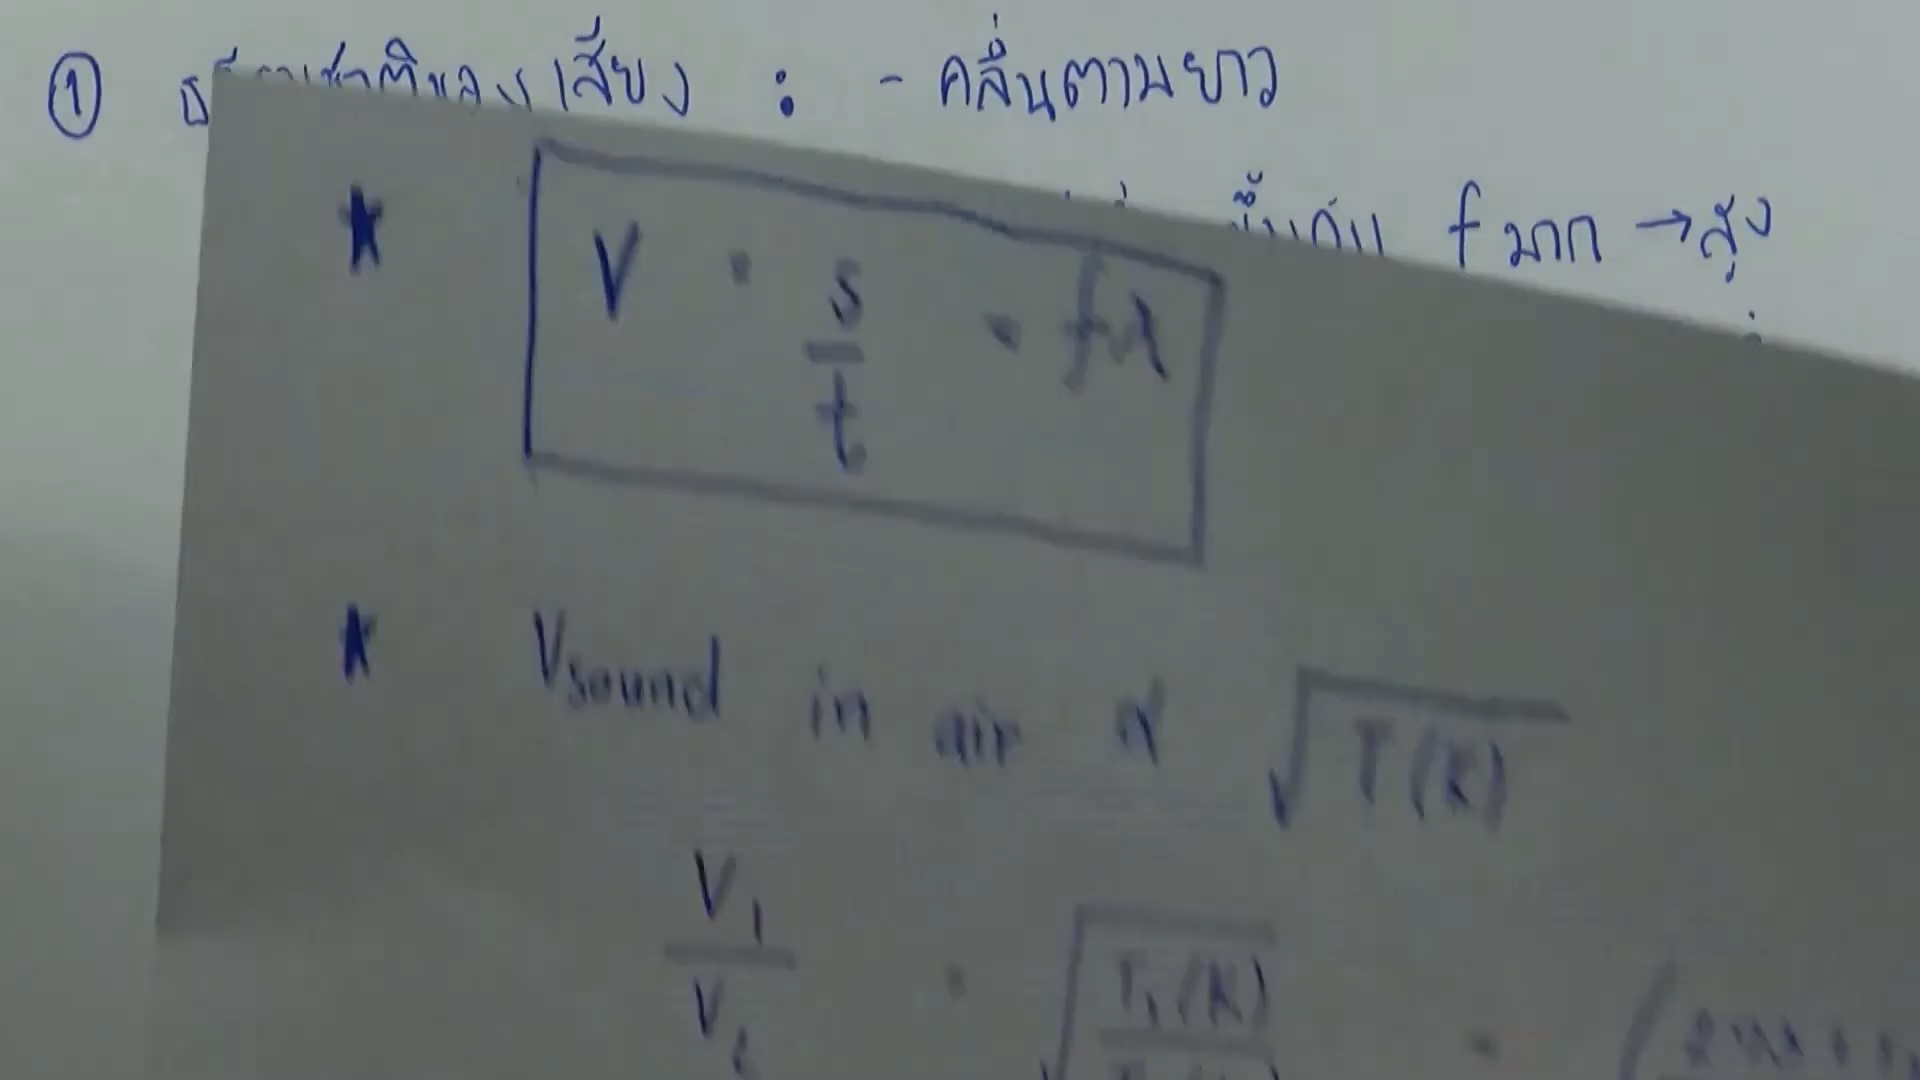 ① ธรรมชาติของเสียง : - คลื่นตามยาว
f มาก → สูง
★ V = s/t = fλ
★ Vsound in air α √T(K)
V₁/V₂ = √T₁(K) =